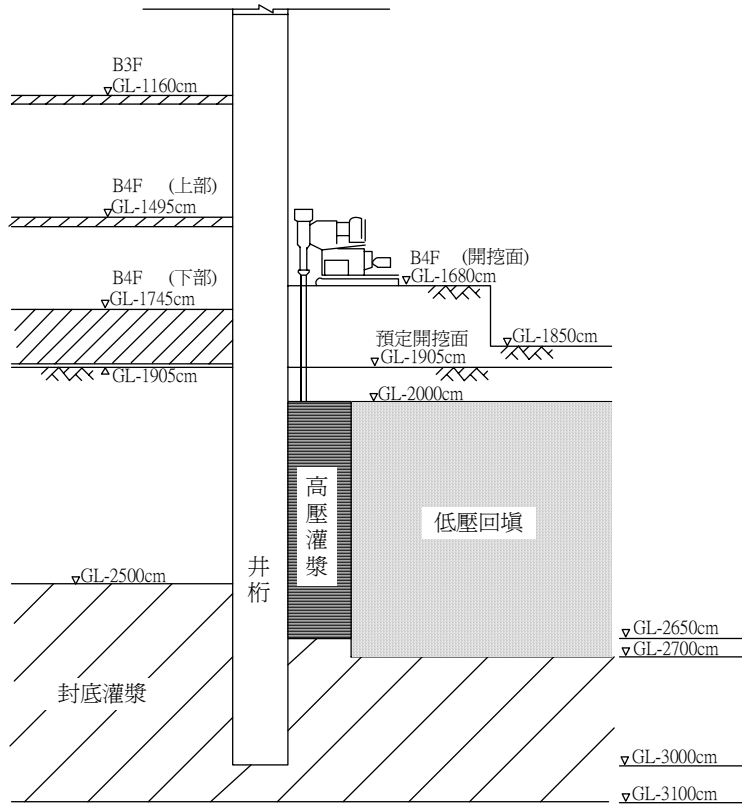 B3F
GL-1160cm
B4F (上部)
GL-1495cm
B4F (下部)
GL-1745cm
GL-1905cm
B4F (開挖面)
GL-1680cm
GL-1850cm
預定開挖面
GL-1905cm
GL-2000cm
高壓灌漿
低壓回填
井桁
GL-2500cm
封底灌漿
GL-2650cm
GL-2700cm
GL-3000cm
GL-3100cm